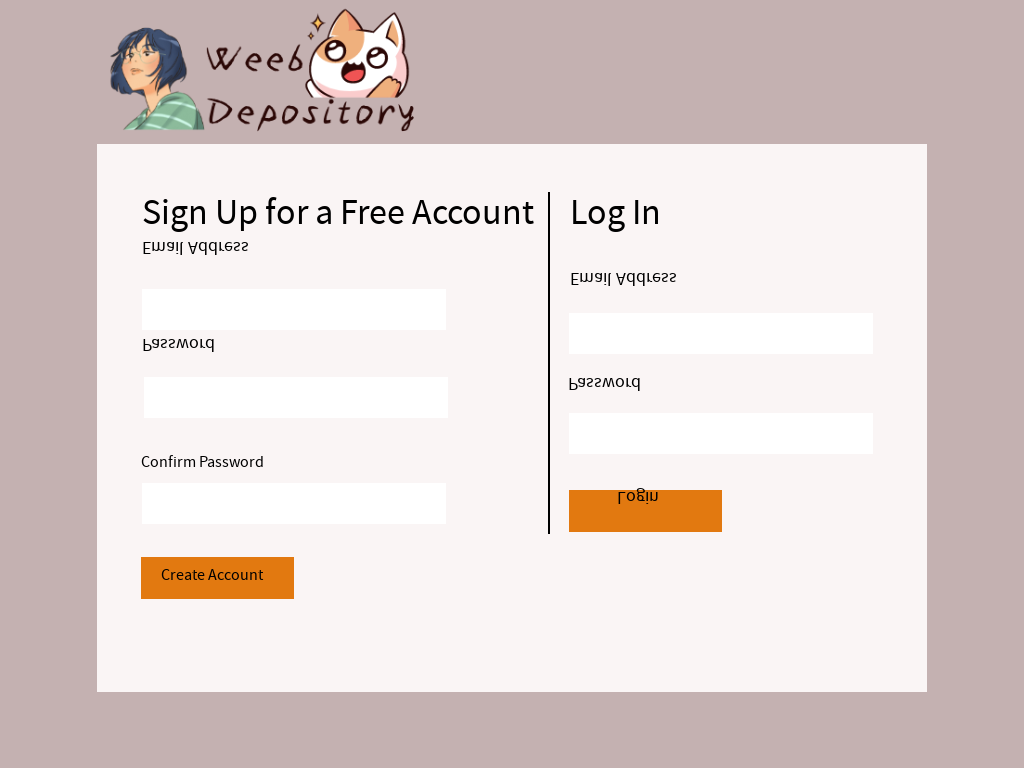 Weeb
Depository
Sign Up for a Free Account
Email Address
Password
Confirm Password
Create Account
Log In
Email Address
Password
Login